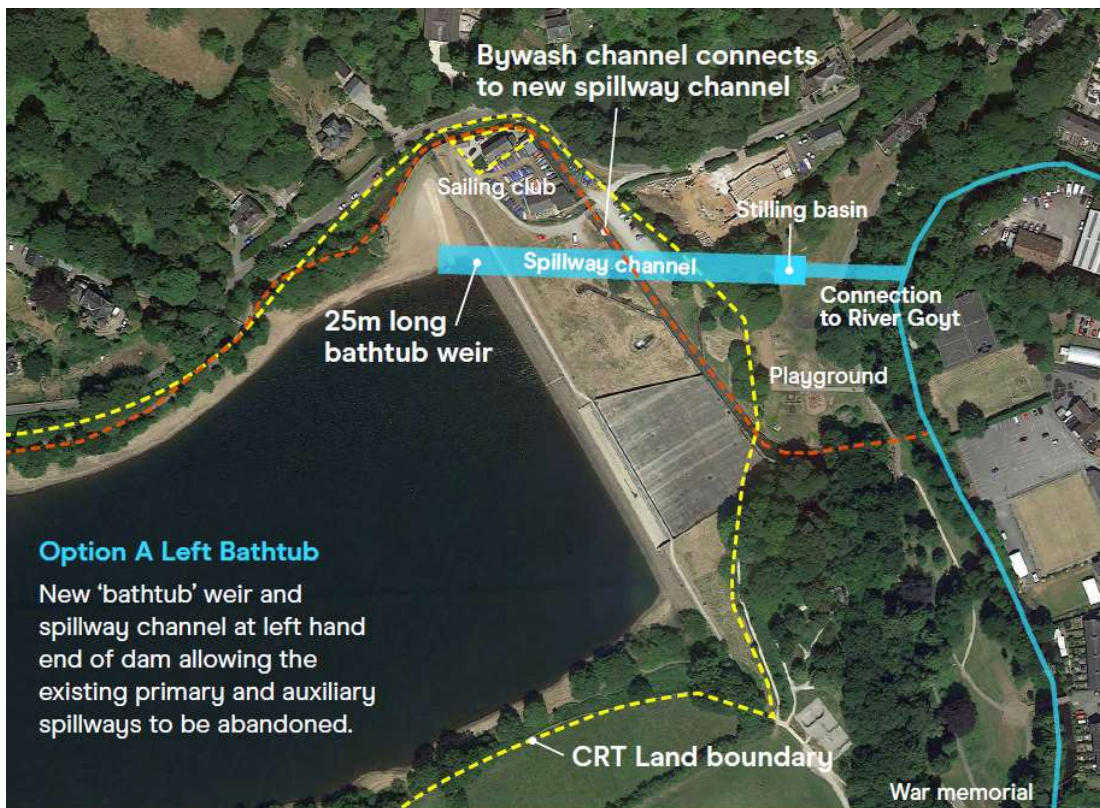 Bywash channel connects
to new spillway channel
Sailing club
Stilling basin
Spillway channel
Connection
to River Goyt
25m long
bathtub weir
Playground
Option A Left Bathtub
New ‘bathtub’ weir and
spillway channel at left hand
end of dam allowing the
existing primary and auxiliary
spillways to be abandoned.
CRT Land boundary
War memorial